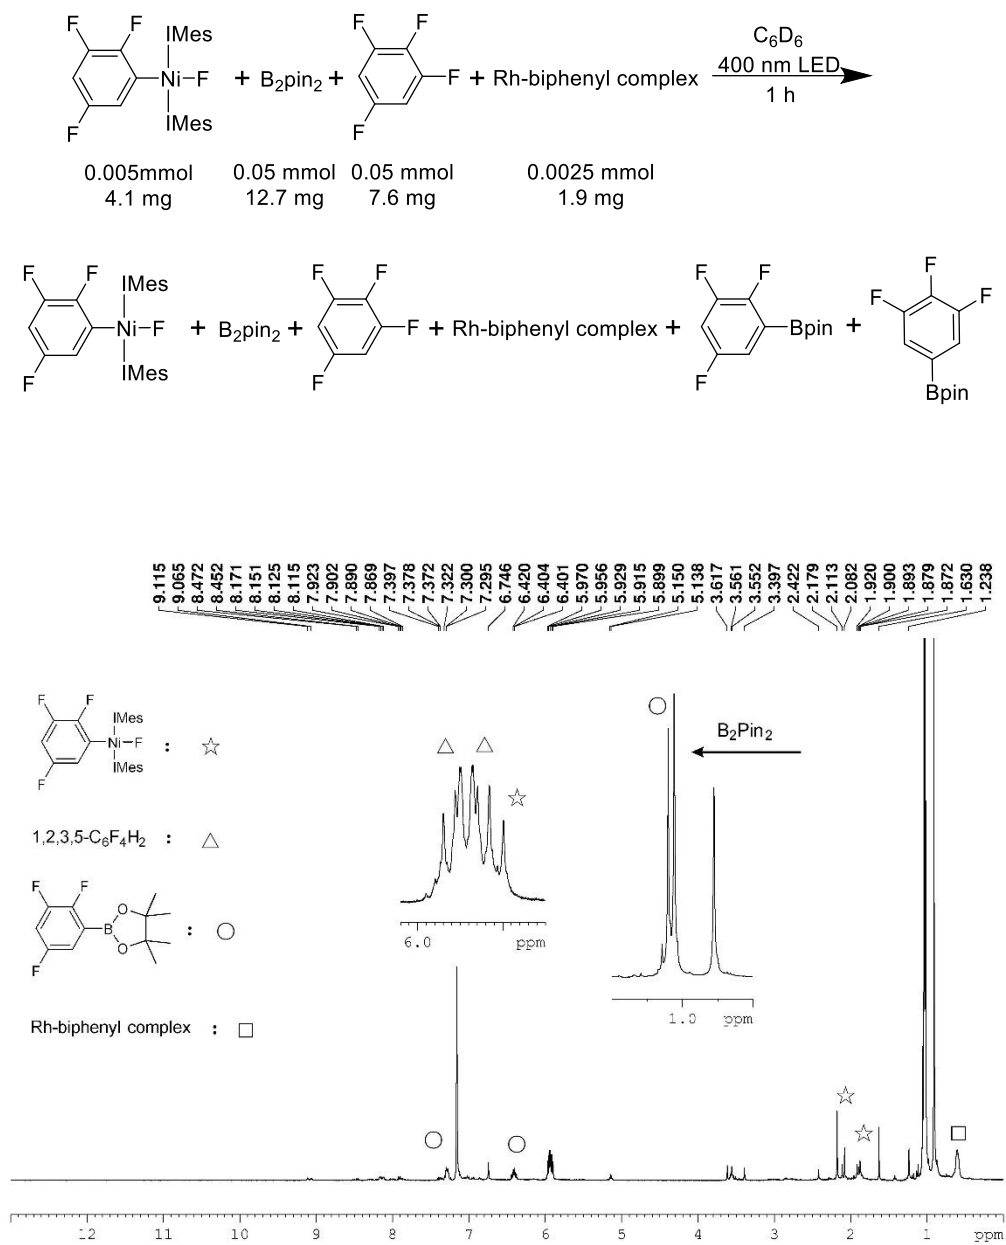 F F IMes
Ni F
F IMes
+ B2pin2 +
F F
F
F
+ Rh-biphenyl complex
C6D6
400 nm LED
1 h
0.005mmol 0.05 mmol 0.05 mmol 0.0025 mmol
4.1 mg 12.7 mg 7.6 mg 1.9 mg
F F IMes
Ni F
F IMes
+ B2pin2 +
F F
F
F
+ Rh-biphenyl complex +
F F
Bpin
F
+
F
F F
Bpin
9.115
9.065
8.472
8.452
8.171
8.151
8.125
8.115
7.923
7.902
7.890
7.869
7.397
7.378
7.372
7.322
7.300
7.295
6.746
6.420
6.404
6.401
5.970
5.956
5.929
5.915
5.899
5.150
5.138
3.617
3.561
3.552
3.397
2.422
2.179
2.113
2.082
1.920
1.900
1.893
1.879
1.872
1.630
1.238
F F IMes
Ni F :
F IMes
1,2,3,5-C6F4H2 :
F F
O
B :
O
F
Rh-biphenyl complex :
6.0 ppm
B2Pin2
1.0 ppm
12 11 10 9 8 7 6 5 4 3 2 1 ppm